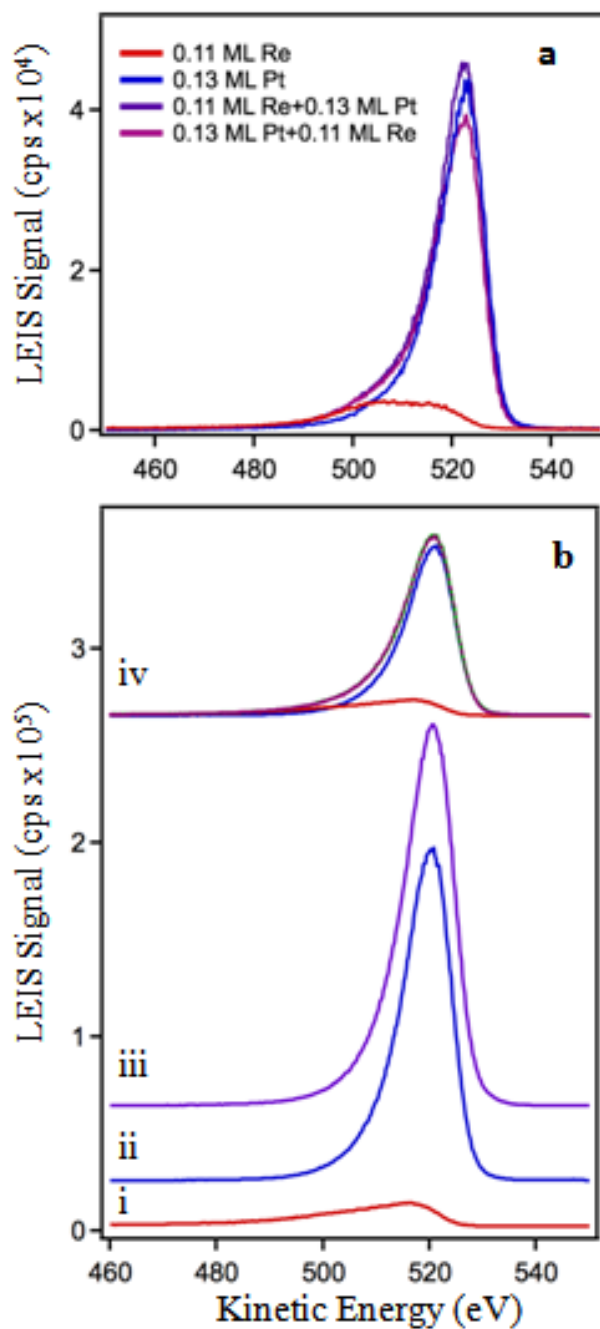 a
0.11 ML Re
0.13 ML Pt
0.11 ML Re+0.13 ML Pt
0.13 ML Pt+0.11 ML Re
LEIS Signal (cps x10⁴)
4
2
0
460 480 500 520 540
b
iv
iii
ii
i
LEIS Signal (cps x10⁵)
3
2
1
0
460 480 500 520 540
Kinetic Energy (eV)